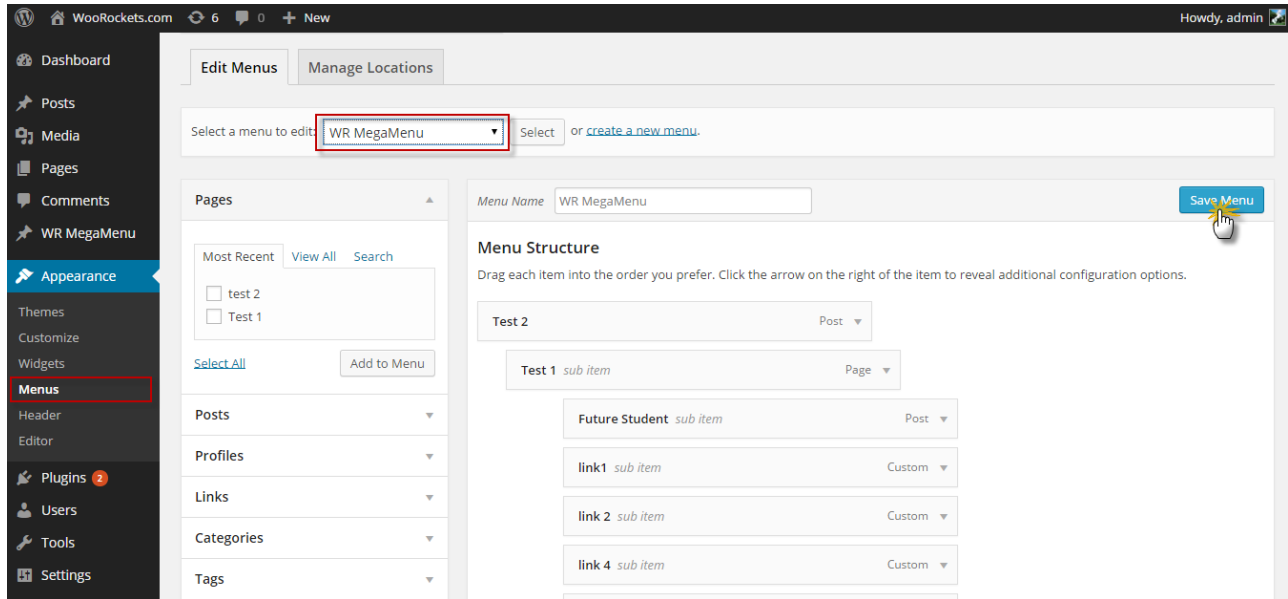 WooRockets.com 6 0 + New Howdy, admin
Dashboard
Posts
Media
Pages
Comments
WR MegaMenu
Appearance
Themes
Customize
Widgets
Menus
Header
Editor
Plugins 2
Users
Tools
Settings
Edit Menus Manage Locations
Select a menu to edit: WR MegaMenu Select or create a new menu.
Pages
Most Recent View All Search
test 2
Test 1
Select All Add to Menu
Posts
Profiles
Links
Categories
Tags
Menu Name WR MegaMenu Save Menu
Menu Structure
Drag each item into the order you prefer. Click the arrow on the right of the item to reveal additional configuration options.
Test 2 Post
Test 1 sub item Page
Future Student sub item Post
link1 sub item Custom
link 2 sub item Custom
link 4 sub item Custom